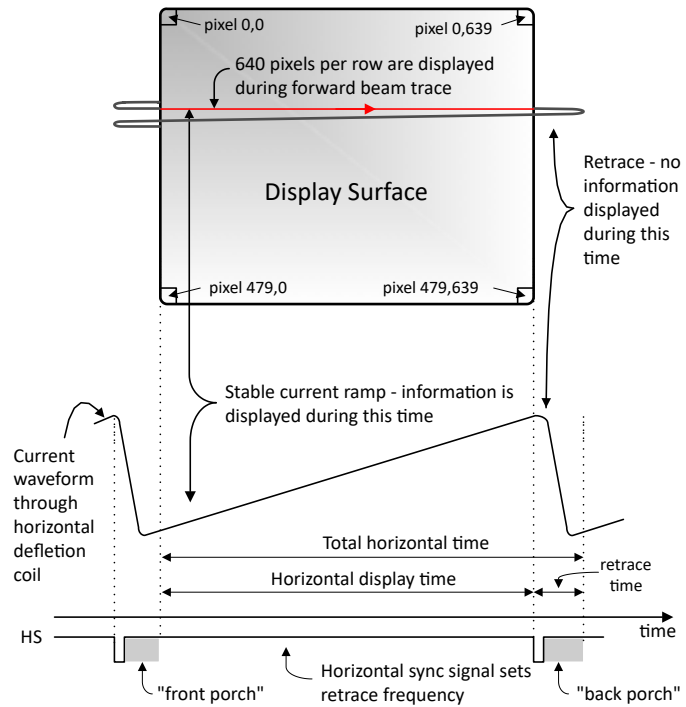 pixel 0,0
pixel 0,639
640 pixels per row are displayed
during forward beam trace
Display Surface
Retrace - no
information
displayed
during this
time
pixel 479,0
pixel 479,639
Stable current ramp - information is
displayed during this time
Current
waveform
through
horizontal
defletion
coil
Total horizontal time
Horizontal display time
retrace
time
time
HS
"front porch"
Horizontal sync signal sets
retrace frequency
"back porch"